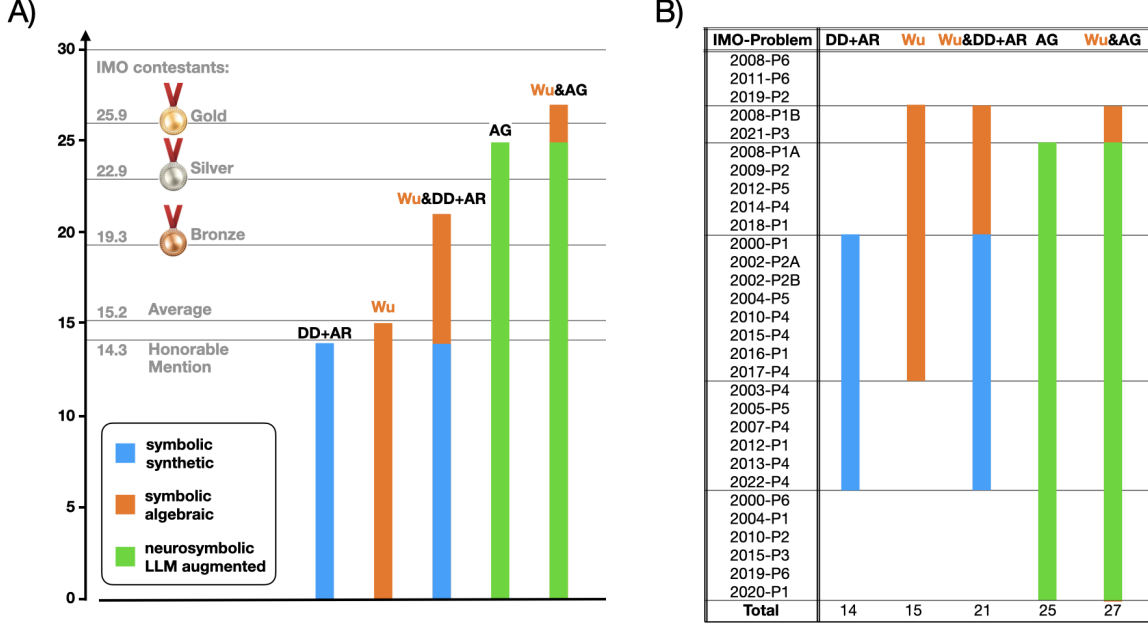 A)
30
IMO contestants:
25.9
Gold
Wu&AG
25
AG
22.9
Silver
Wu&DD+AR
20
19.3
Bronze
15.2
Average
Wu
15
DD+AR
14.3
Honorable
Mention
10
symbolic
synthetic
symbolic
algebraic
5
neurosymbolic
LLM augmented
0
B)
IMO-Problem DD+AR Wu Wu&DD+AR AG Wu&AG
2008-P6
2011-P6
2019-P2
2008-P1B
2021-P3
2008-P1A
2009-P2
2012-P5
2014-P4
2018-P1
2000-P1
2002-P2A
2002-P2B
2004-P5
2010-P4
2015-P4
2016-P1
2017-P4
2003-P4
2005-P5
2007-P4
2012-P1
2013-P4
2022-P4
2000-P6
2004-P1
2010-P2
2015-P3
2019-P6
2020-P1
Total 14 15 21 25 27